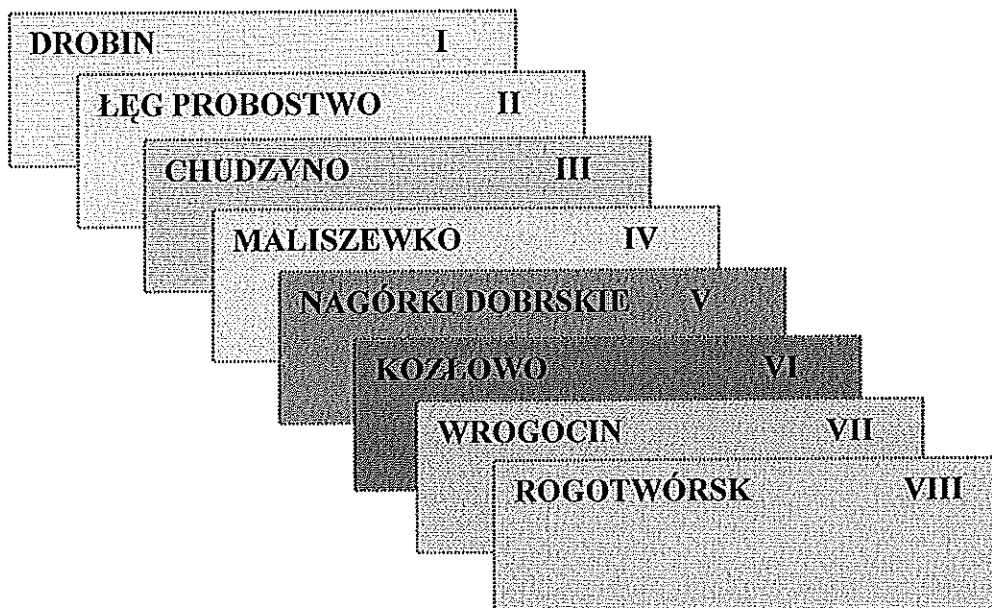 DROBIN I
ŁĘG PROBOSTWO II
CHUDZYNO III
MALISZEWKO IV
NAGÓRKI DOBRSKIE V
KOZŁOWO VI
WROGOCIN VII
ROGOTWÓRSK VIII